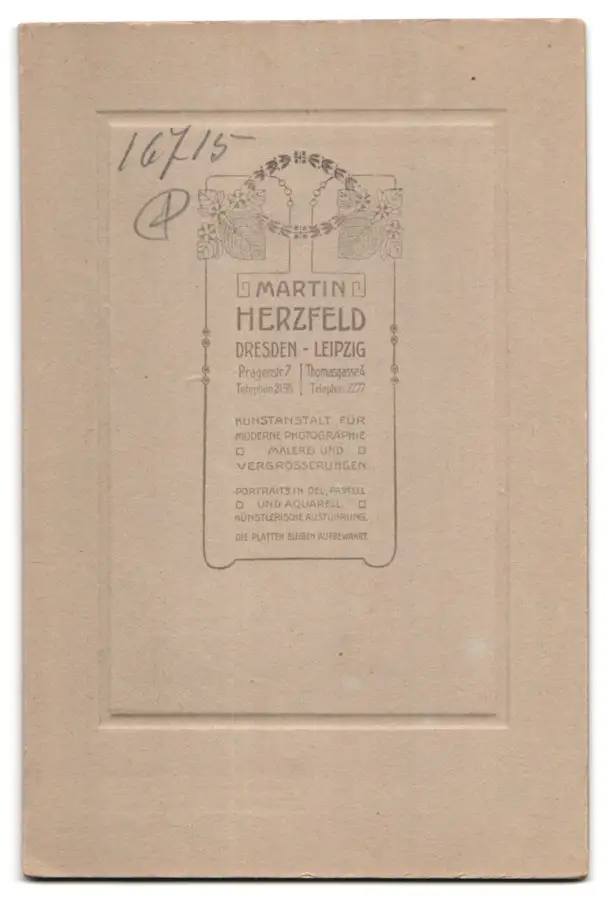 16715
MARTIN
HERZFELD
DRESDEN - LEIPZIG
Pragerstr. 7 | Thomasgasse 4
Telephon | Telephon 2277
KUNSTANSTALT FÜR
MODERNE PHOTOGRAPHIE
MALEREI UND
VERGRÖSSERUNGEN
PORTRAITS IN OEL, PASTELL
UND AQUARELL
KÜNSTLERISCHE AUSFÜHRUNG.
DIE PLATTEN BLEIBEN AUFBEWAHRT.